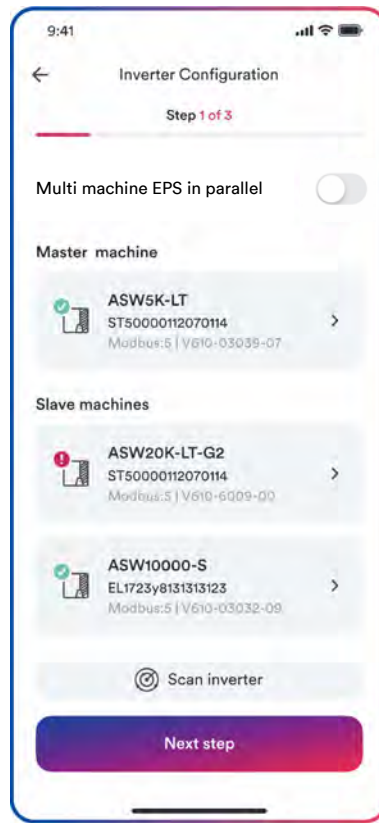 9:41
Inverter Configuration
Step 1 of 3
Multi machine EPS in parallel
Master machine
ASW5K-LT
ST50000112070114
Modbus:5 | V610-03039-07
Slave machines
ASW20K-LT-G2
ST50000112070114
Modbus:5 | V610-6009-00
ASW10000-S
EL1723y8131313123
Modbus:5 | V610-03032-09
Scan inverter
Next step